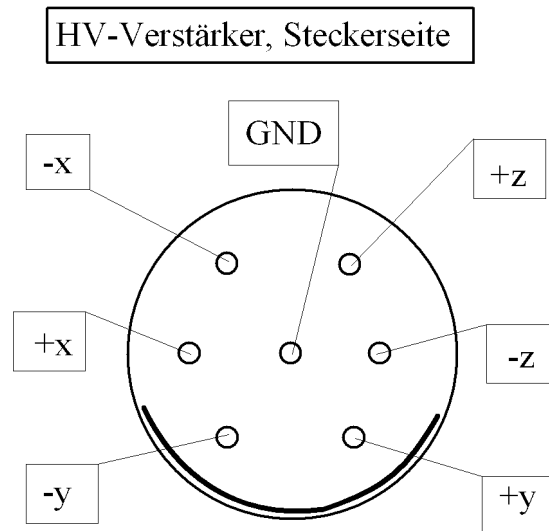 HV-Verstärker, Steckerseite
GND
-x
+z
+x
-z
-y
+y